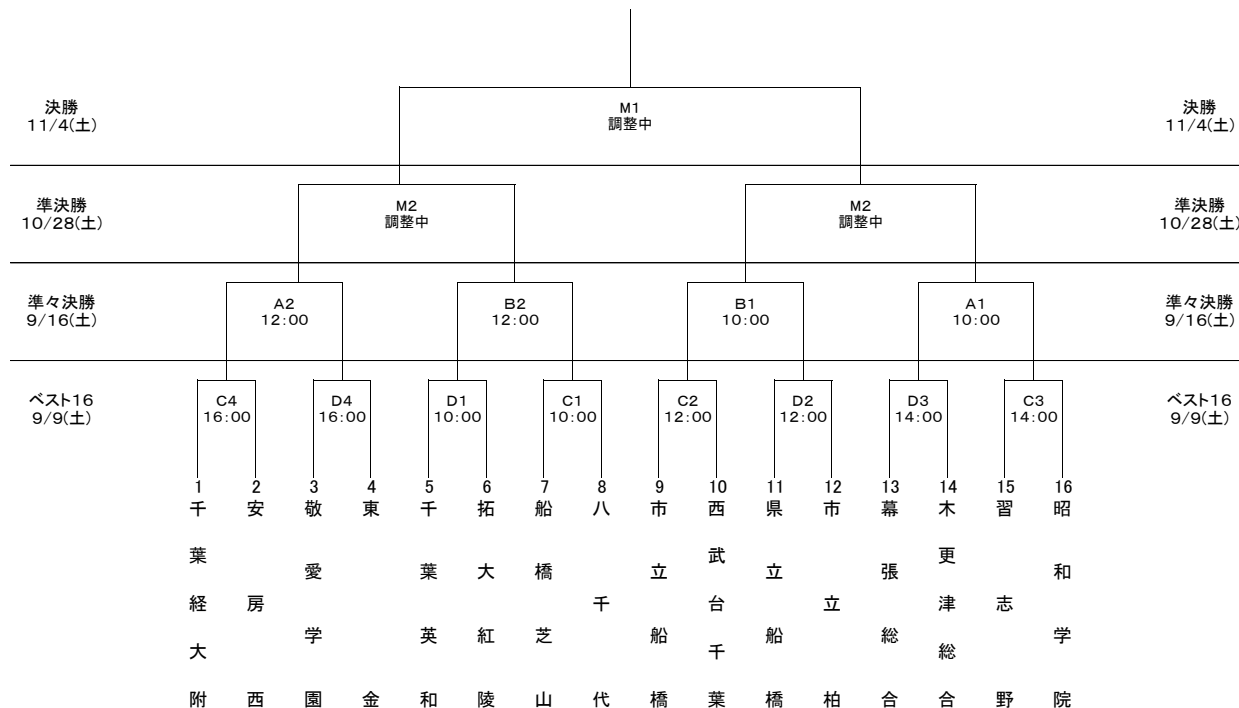 決勝
11/4(土)
M1
調整中
決勝
11/4(土)
準決勝
10/28(土)
M2
調整中
M2
調整中
準決勝
10/28(土)
準々決勝
9/16(土)
A2
12:00
B2
12:00
B1
10:00
A1
10:00
準々決勝
9/16(土)
ベスト16
9/9(土)
C4
16:00
D4
16:00
D1
10:00
C1
10:00
C2
12:00
D2
12:00
D3
14:00
C3
14:00
ベスト16
9/9(土)
1
千葉経大附
2
安房西
3
敬愛学園
4
東金
5
千葉英和
6
拓大紅陵
7
船橋芝山
8
八千代
9
市立船橋
10
西武台千葉
11
県立船橋
12
市立柏
13
幕張総合
14
木更津総合
15
習志野
16
昭和学院